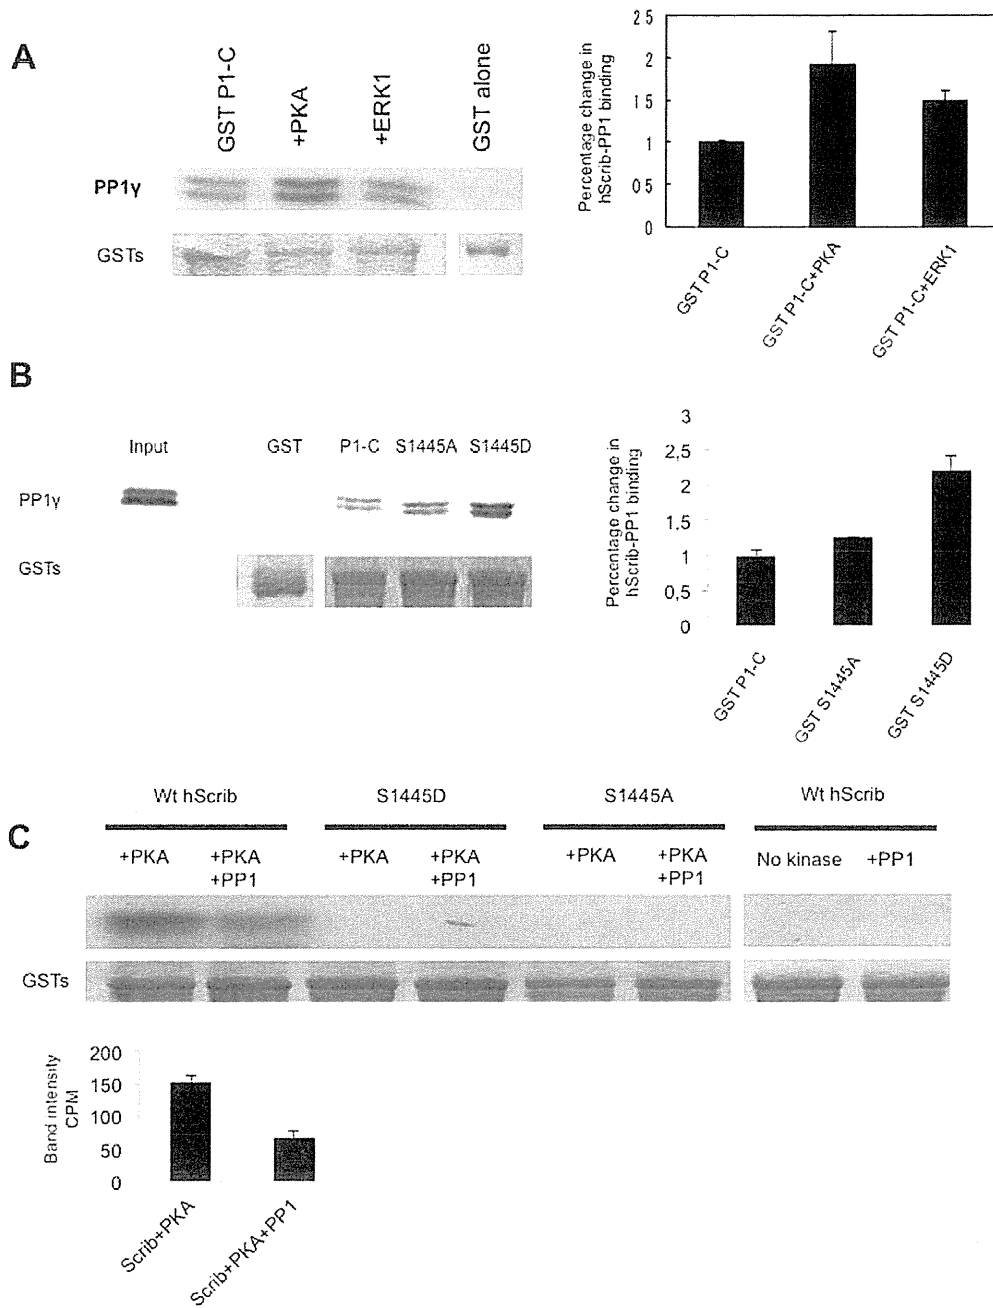 A
GST P1-C
+PKA
+ERK1
GST alone
PP1γ
GSTs
Percentage change in
hScrib-PP1 binding
2 5
2
1 5
1
0 5
0
GST P1-C
GST P1-C+PKA
GST P1-C+ERK1
B
Input
GST
P1-C
S1445A
S1445D
PP1γ
GSTs
Percentage change in
hScrib-PP1 binding
3
2,5
2
1,5
1
0,5
0
GST P1-C
GST S1445A
GST S1445D
C
Wt hScrib
S1445D
S1445A
Wt hScrib
+PKA
+PKA
+PP1
+PKA
+PKA
+PP1
+PKA
+PKA
+PP1
No kinase
+PP1
GSTs
Band intensity
CPM
200
150
100
50
0
Scrib+PKA
Scrib+PKA+PP1